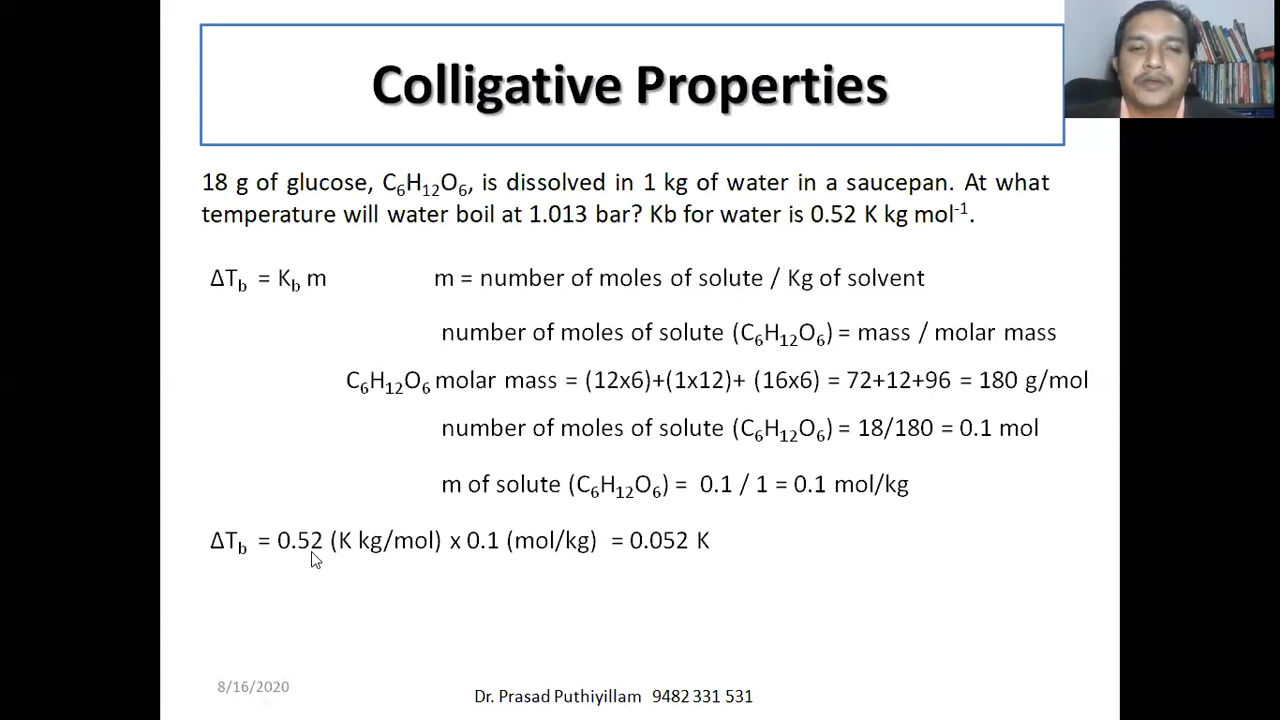 Colligative Properties
18 g of glucose, C₆H₁₂O₆, is dissolved in 1 kg of water in a saucepan. At what
temperature will water boil at 1.013 bar? Kb for water is 0.52 K kg mol⁻¹.
ΔT_b = K_b m m = number of moles of solute / Kg of solvent
number of moles of solute (C₆H₁₂O₆) = mass / molar mass
C₆H₁₂O₆ molar mass = (12x6)+(1x12)+ (16x6) = 72+12+96 = 180 g/mol
number of moles of solute (C₆H₁₂O₆) = 18/180 = 0.1 mol
m of solute (C₆H₁₂O₆) = 0.1 / 1 = 0.1 mol/kg
ΔT_b = 0.52 (K kg/mol) x 0.1 (mol/kg) = 0.052 K
8/16/2020
Dr. Prasad Puthiyillam 9482 331 531